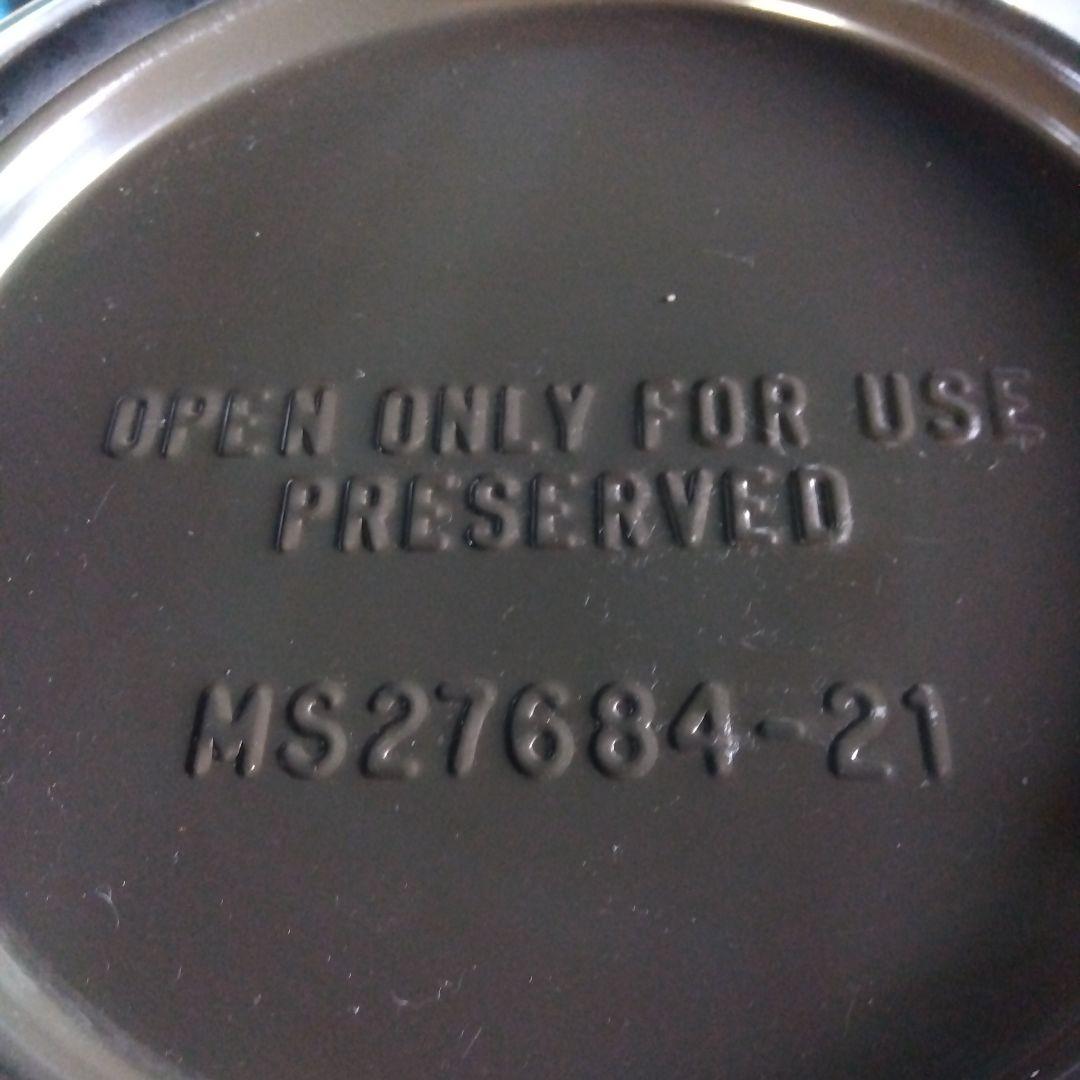 OPEN ONLY FOR USE
PRESERVED
MS27684-21